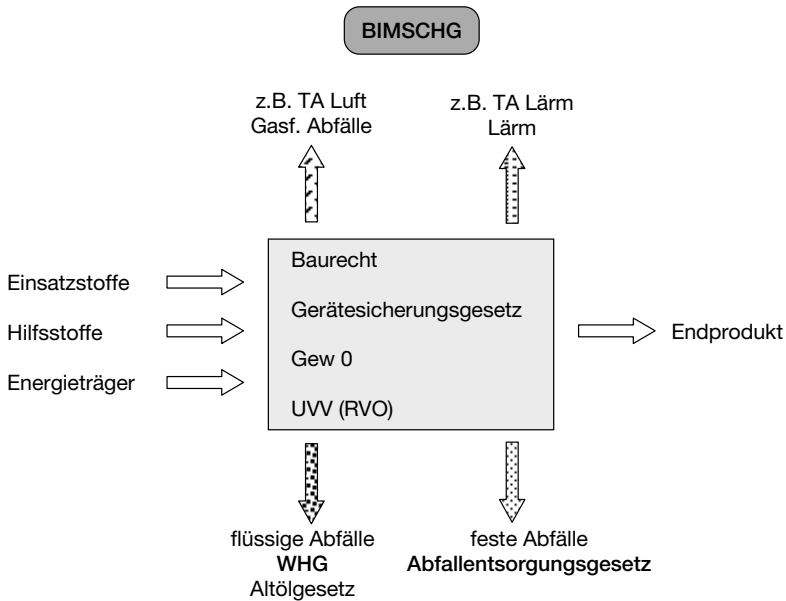 BIMSCHG
z.B. TA Luft
Gasf. Abfälle
z.B. TA Lärm
Lärm
Einsatzstoffe
Hilfsstoffe
Energieträger
Baurecht
Gerätesicherungsgesetz
Gew 0
UVV (RVO)
Endprodukt
flüssige Abfälle
WHG
Altölgesetz
feste Abfälle
Abfallentsorgungsgesetz